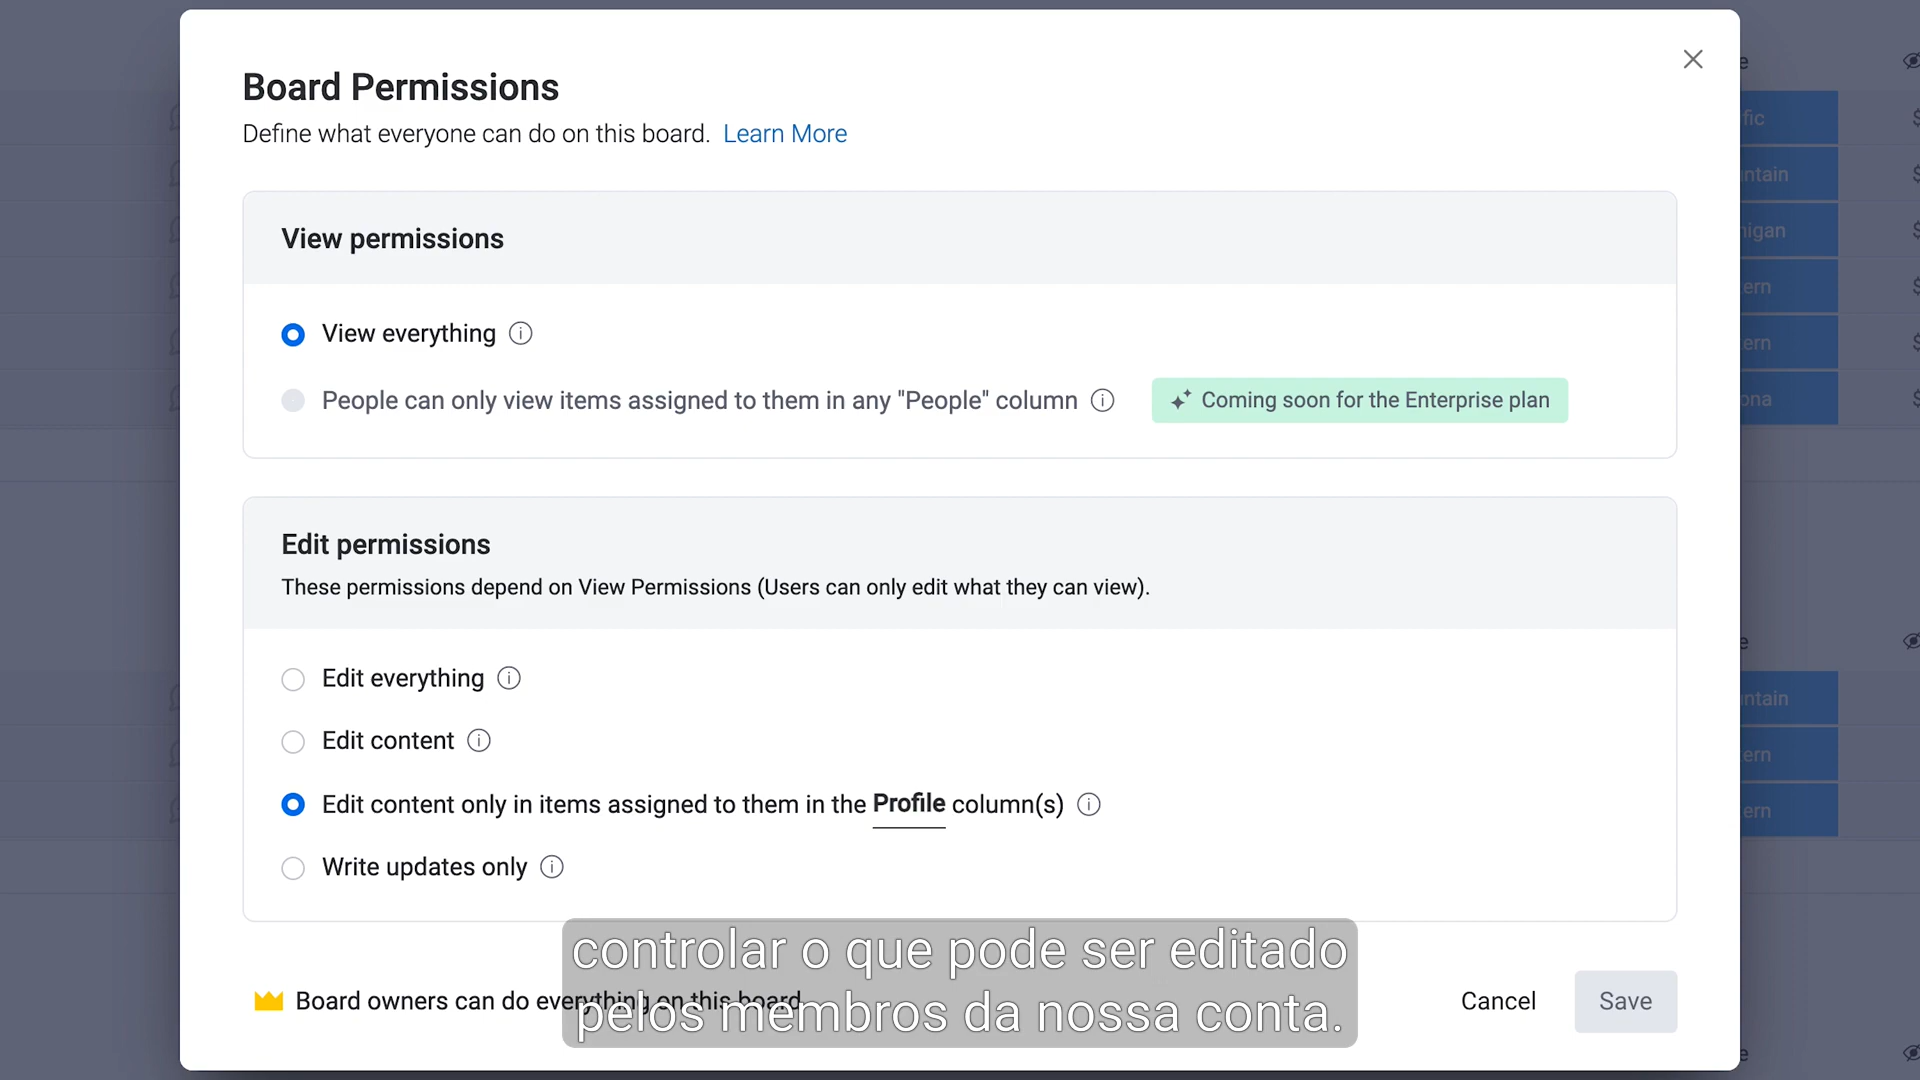 Board Permissions
Define what everyone can do on this board. Learn More
View permissions
View everything
People can only view items assigned to them in any "People" column
Coming soon for the Enterprise plan
Edit permissions
These permissions depend on View Permissions (Users can only edit what they can view).
Edit everything
Edit content
Edit content only in items assigned to them in the Profile column(s)
Write updates only
Board owners can do everything on this board
controlar o que pode ser editado
pelos membros da nossa conta.
Cancel
Save